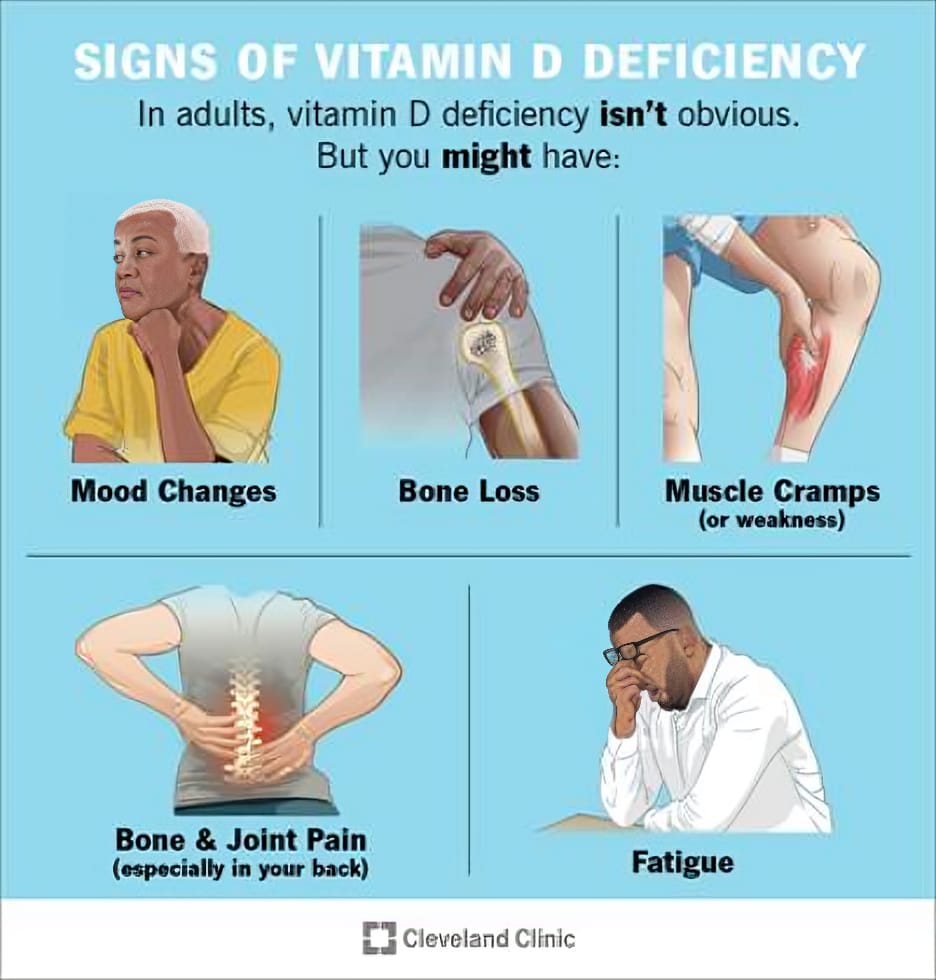 SIGNS OF VITAMIN D DEFICIENCY
In adults, vitamin D deficiency isn't obvious.
But you might have:
Mood Changes
Bone Loss
Muscle Cramps
(or weakness)
Bone & Joint Pain
(especially in your back)
Fatigue
Cleveland Clinic